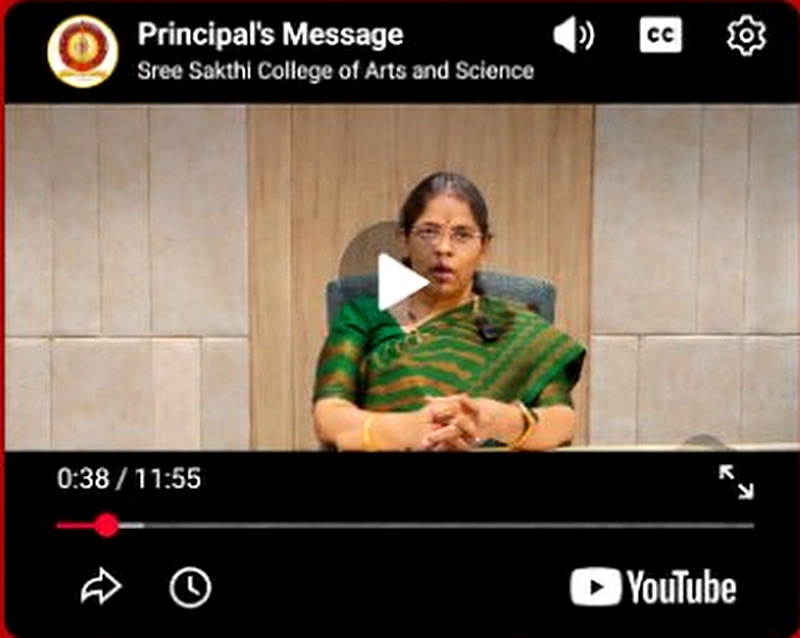 Principal's Message
Sree Sakthi College of Arts and Science
CC
0:38 / 11:55
YouTube